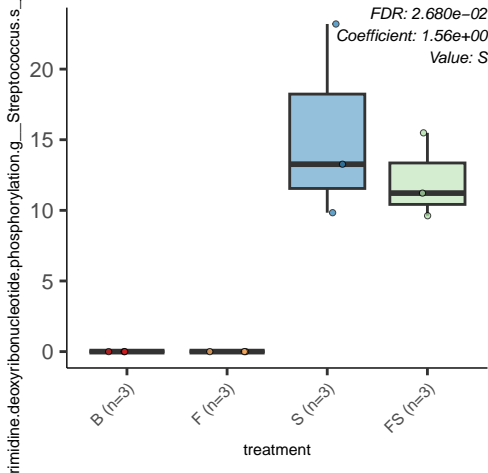 rimidine.deoxyribonucleotide.phosphorylation.g__Streptococcus.s_
FDR: 2.680e−02
Coefficient: 1.56e+00
Value: S
20
15
10
5
0
B (n=3)
F (n=3)
S (n=3)
FS (n=3)
treatment